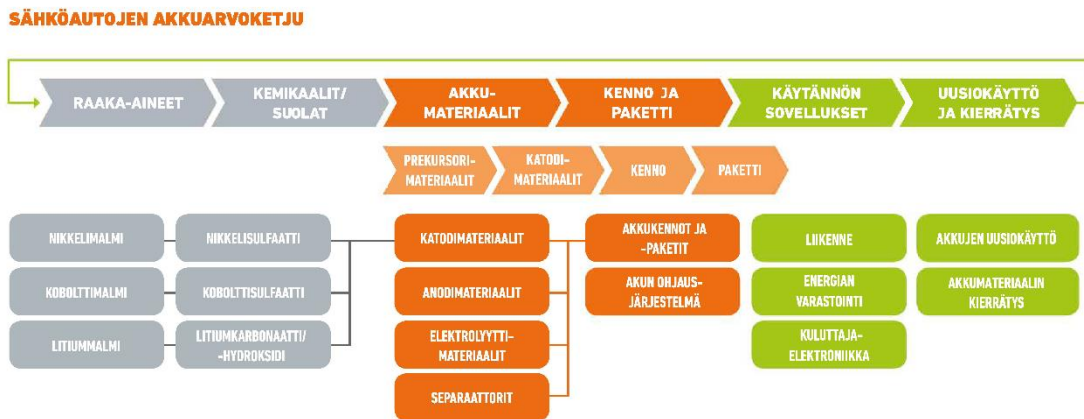 SÄHKÖAUTOJEN AKKUARVOKETJU
RAAKA-AINEET
KEMIKAALIT/
SUOLAT
AKKU-
MATERIAALIT
KENNO JA
PAKETTI
KÄYTÄNNÖN
SOVELLUKSET
UUSIOKÄYTTÖ
JA KIERRÄTYS
PREKURSORI-
MATERIAALIT
KATODI-
MATERIAALIT
KENNO
PAKETTI
NIKKELIMALMI
NIKKELISULFAATTI
KATODIMATERIAALIT
AKKUKENNOT JA
-PAKETIT
LIIKENNE
AKKUJEN UUSIOKÄYTTÖ
KOBOLTTIMALMI
KOBOLTTISULFAATTI
ANODIMATERIAALIT
AKUN OHJAUS-
JÄRJESTELMÄ
ENERGIAN
VARASTOINTI
AKKUMATERIAALIN
KIERRÄTYS
LITIUMMALMI
LITIUMKARBONAATTI/
-HYDROKSIDI
ELEKTROLYYTTI-
MATERIAALIT
KULUTTAJA-
ELEKTRONIIKKA
SEPARAATTORIT